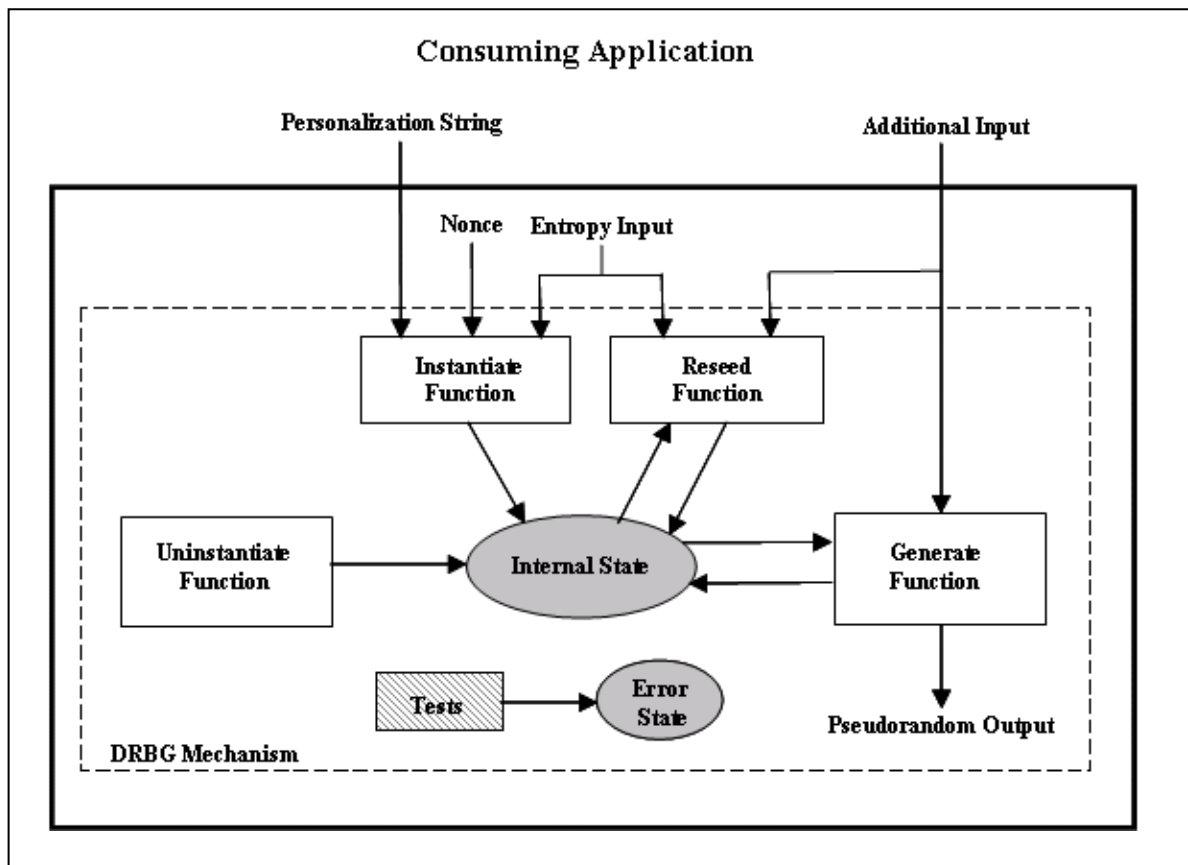 Consuming Application
Personalization String
Additional Input
Nonce
Entropy Input
Instantiate
Function
Reseed
Function
Uninstantiate
Function
Internal State
Generate
Function
Tests
Error
State
Pseudorandom Output
DRBG Mechanism